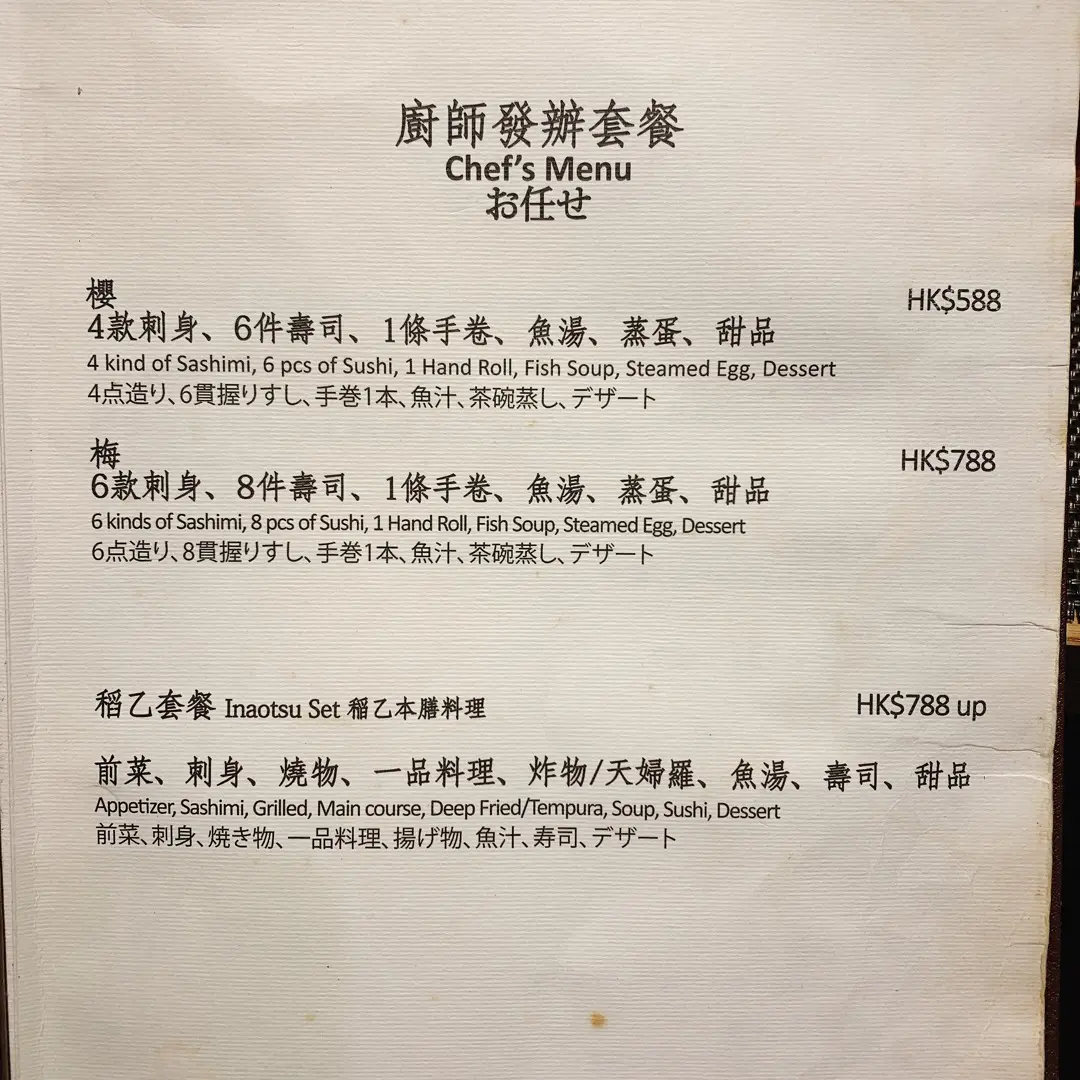 廚師發辦套餐
Chef's Menu
お任せ
櫻 HK$588
4款刺身、6件壽司、1條手卷、魚湯、蒸蛋、甜品
4 kind of Sashimi, 6 pcs of Sushi, 1 Hand Roll, Fish Soup, Steamed Egg, Dessert
4点造り、6貫握りすし、手巻1本、魚汁、茶碗蒸し、デザート
梅 HK$788
6款刺身、8件壽司、1條手卷、魚湯、蒸蛋、甜品
6 kinds of Sashimi, 8 pcs of Sushi, 1 Hand Roll, Fish Soup, Steamed Egg, Dessert
6点造り、8貫握りすし、手巻1本、魚汁、茶碗蒸し、デザート
稻乙套餐 Inaotsu Set 稲乙本膳料理 HK$788 up
前菜、刺身、燒物、一品料理、炸物/天婦羅、魚湯、壽司、甜品
Appetizer, Sashimi, Grilled, Main course, Deep Fried/Tempura, Soup, Sushi, Dessert
前菜、刺身、焼き物、一品料理、揚げ物、魚汁、寿司、デザート